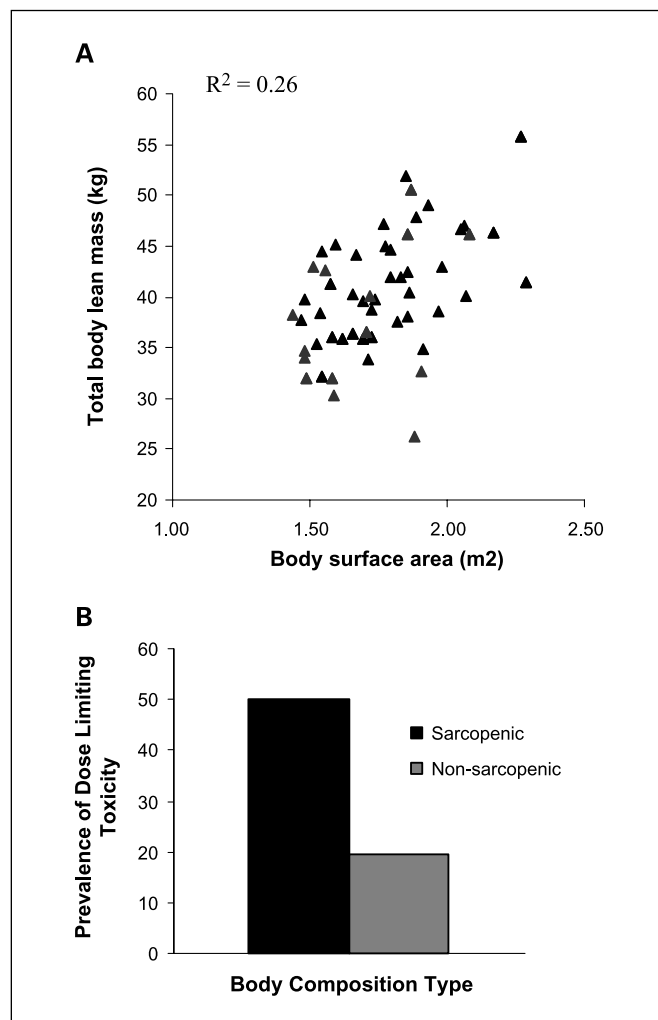 A
R² = 0.26
60
55
50
45
40
35
30
25
20
Total body lean mass (kg)
1.00 1.50 2.00 2.50
Body surface area (m2)
B
60
50
40
30
20
10
0
Prevalence of Dose Limiting
Toxicity
Sarcopenic
Non-sarcopenic
Body Composition Type